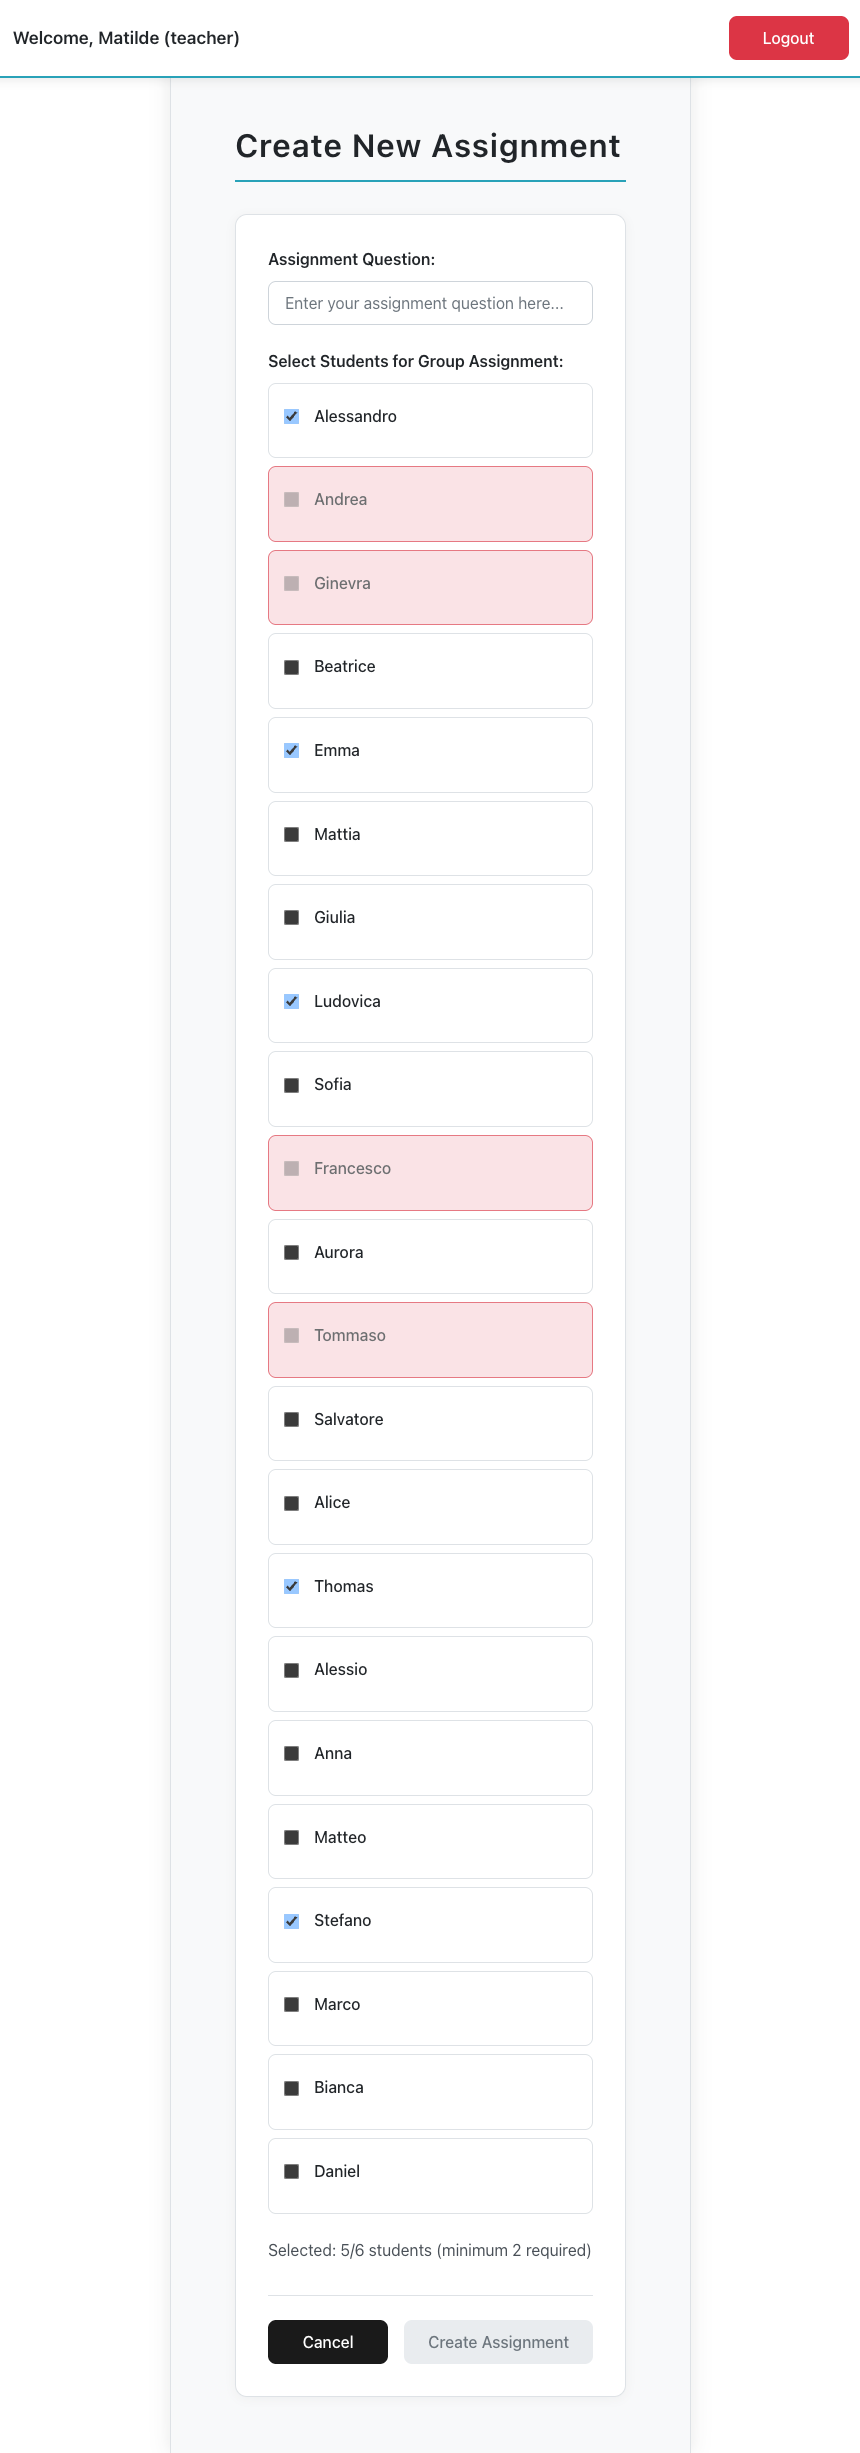 Welcome, Matilde (teacher)
Logout
Create New Assignment
Assignment Question:
Enter your assignment question here...
Select Students for Group Assignment:
Alessandro
Andrea
Ginevra
Beatrice
Emma
Mattia
Giulia
Ludovica
Sofia
Francesco
Aurora
Tommaso
Salvatore
Alice
Thomas
Alessio
Anna
Matteo
Stefano
Marco
Bianca
Daniel
Selected: 5/6 students (minimum 2 required)
Cancel
Create Assignment